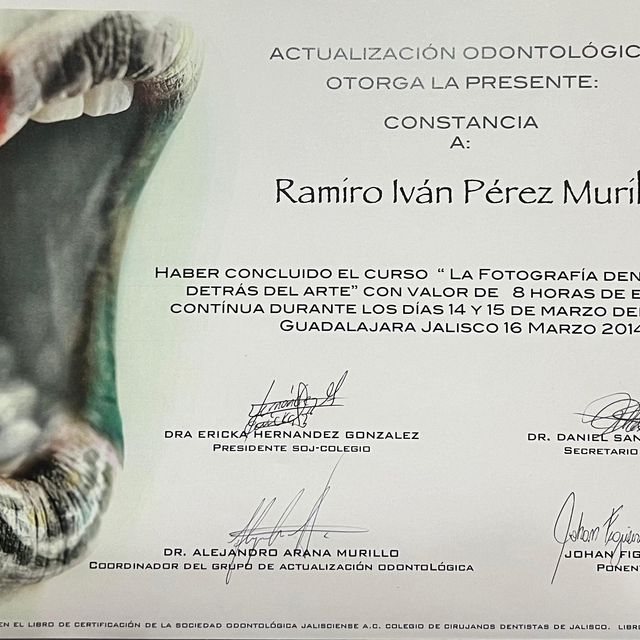 ACTUALIZACIÓN ODONTOLÓGIC
OTORGA LA PRESENTE:
CONSTANCIA
A:
Ramiro Iván Pérez Muril
HABER CONCLUIDO EL CURSO “ LA FOTOGRAFÍA DEN
DETRÁS DEL ARTE” CON VALOR DE 8 HORAS DE E
CONTÍNUA DURANTE LOS DÍAS 14 Y 15 DE MARZO DEL
GUADALAJARA JALISCO 16 MARZO 2014
DRA ERICKA HERNANDEZ GONZALEZ
PRESIDENTE SOJ-COLEGIO
DR. DANIEL SAN
SECRETARIO
Johan Figuer
DR. ALEJANDRO ARANA MURILLO
COORDINADOR DEL GRUPO DE ACTUALIZACIÓN ODONTOLÓGICA
JOHAN FIG
PONEN
EN EL LIBRO DE CERTIFICACIÓN DE LA SOCIEDAD ODONTOLÓGICA JALISCIENSE A.C. COLEGIO DE CIRUJANOS DENTISTAS DE JALISCO. LIBR